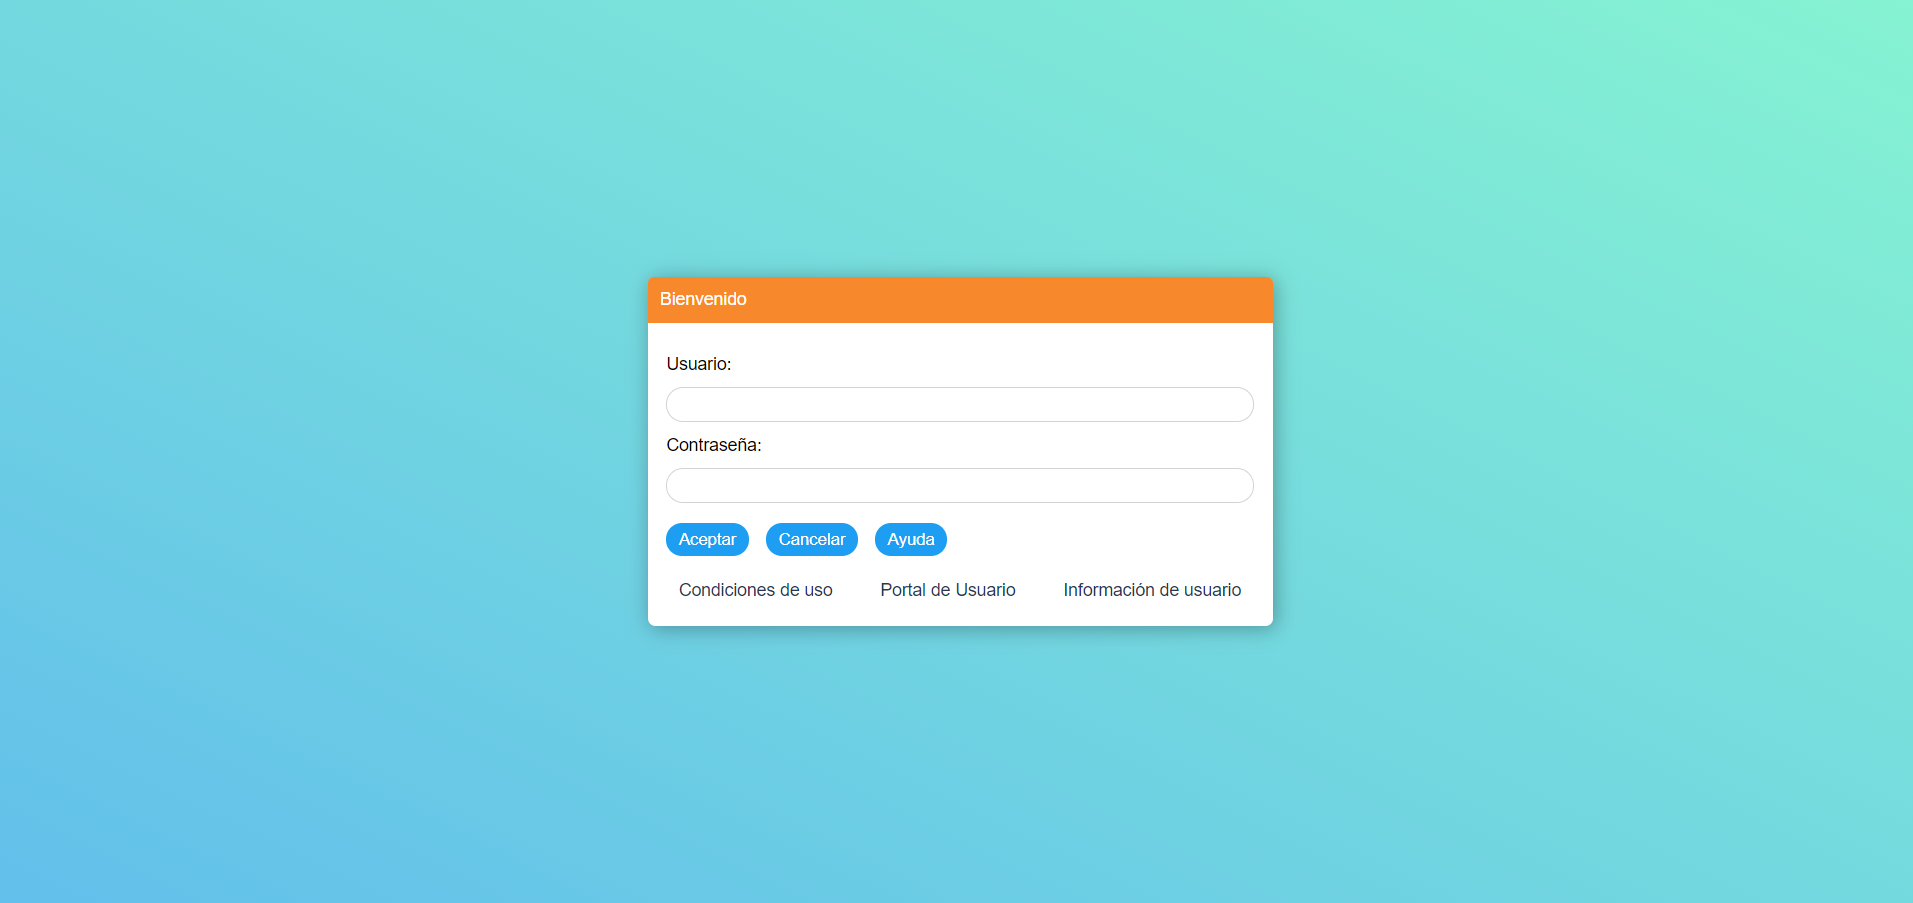 Bienvenido
Usuario:
Contraseña:
Aceptar Cancelar Ayuda
Condiciones de uso Portal de Usuario Información de usuario